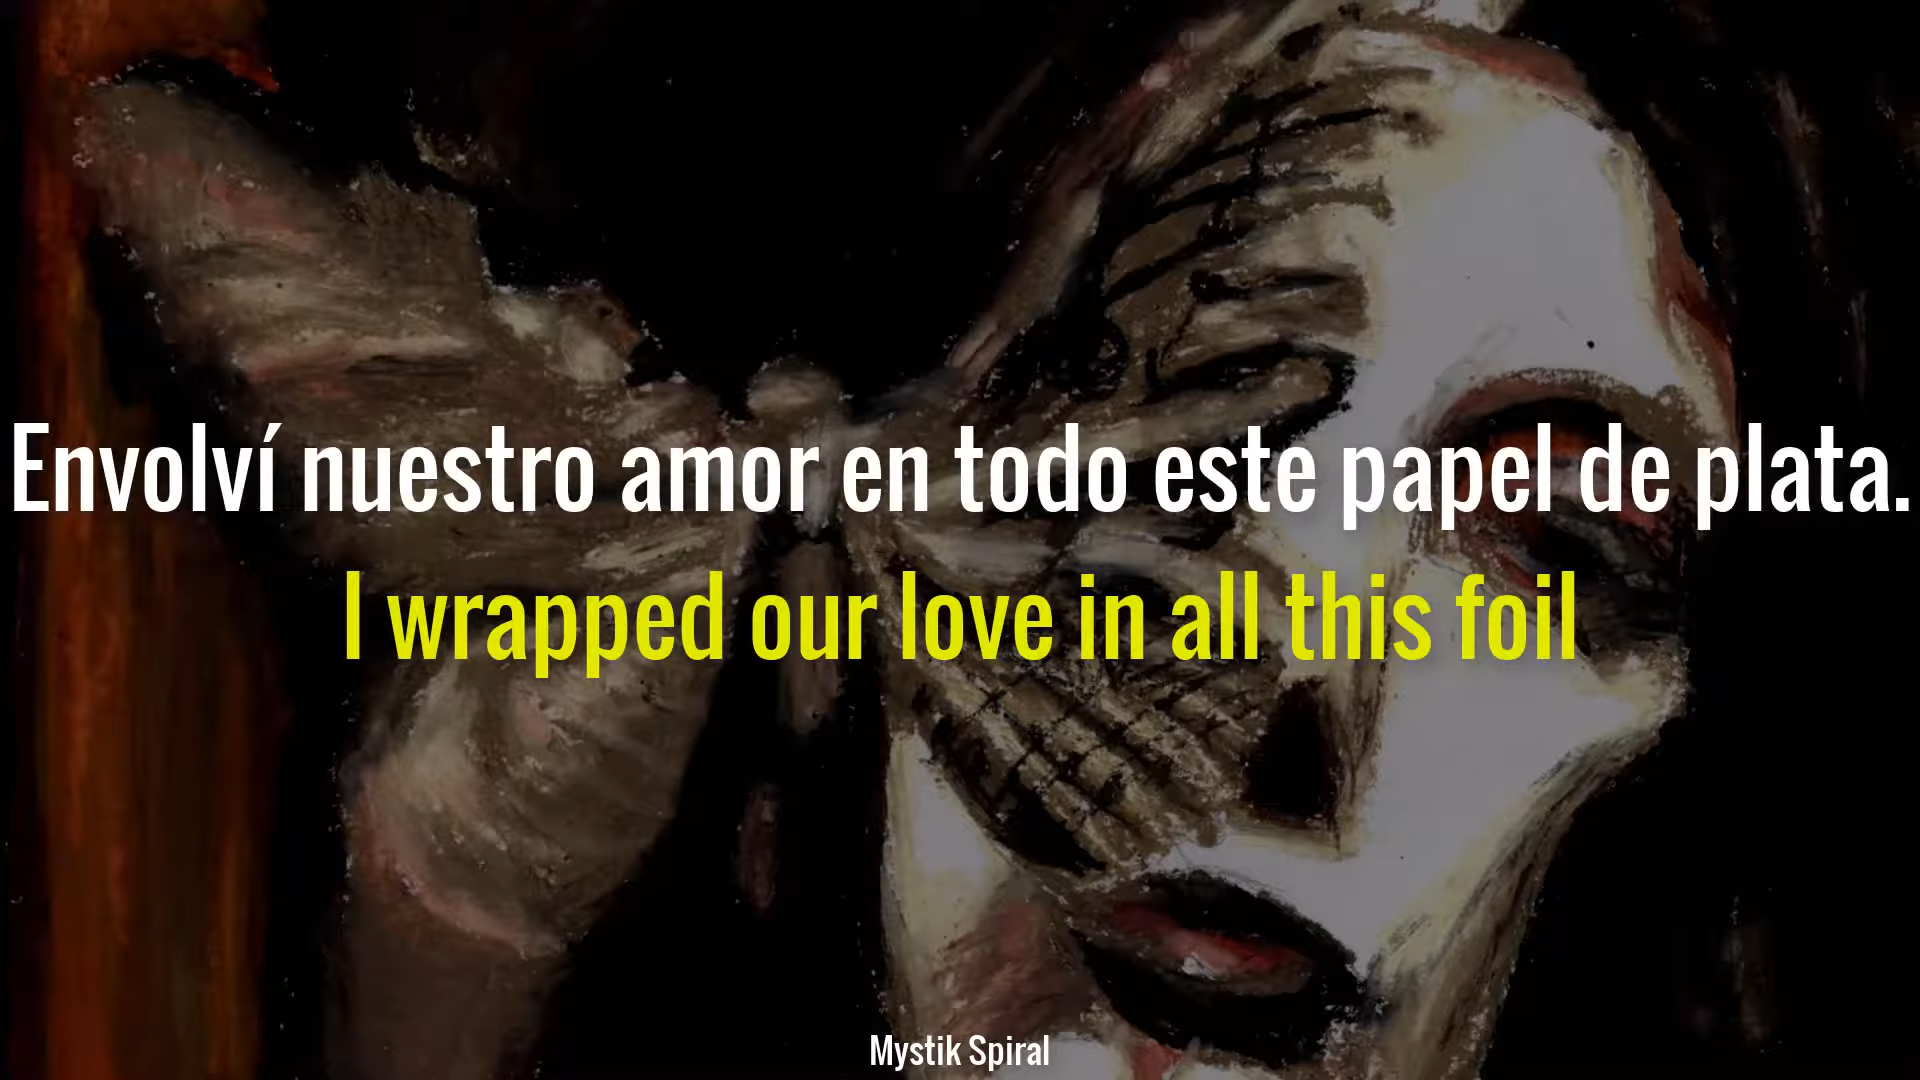 Envolví nuestro amor en todo este papel de plata.
I wrapped our love in all this foil
Mystik Spiral